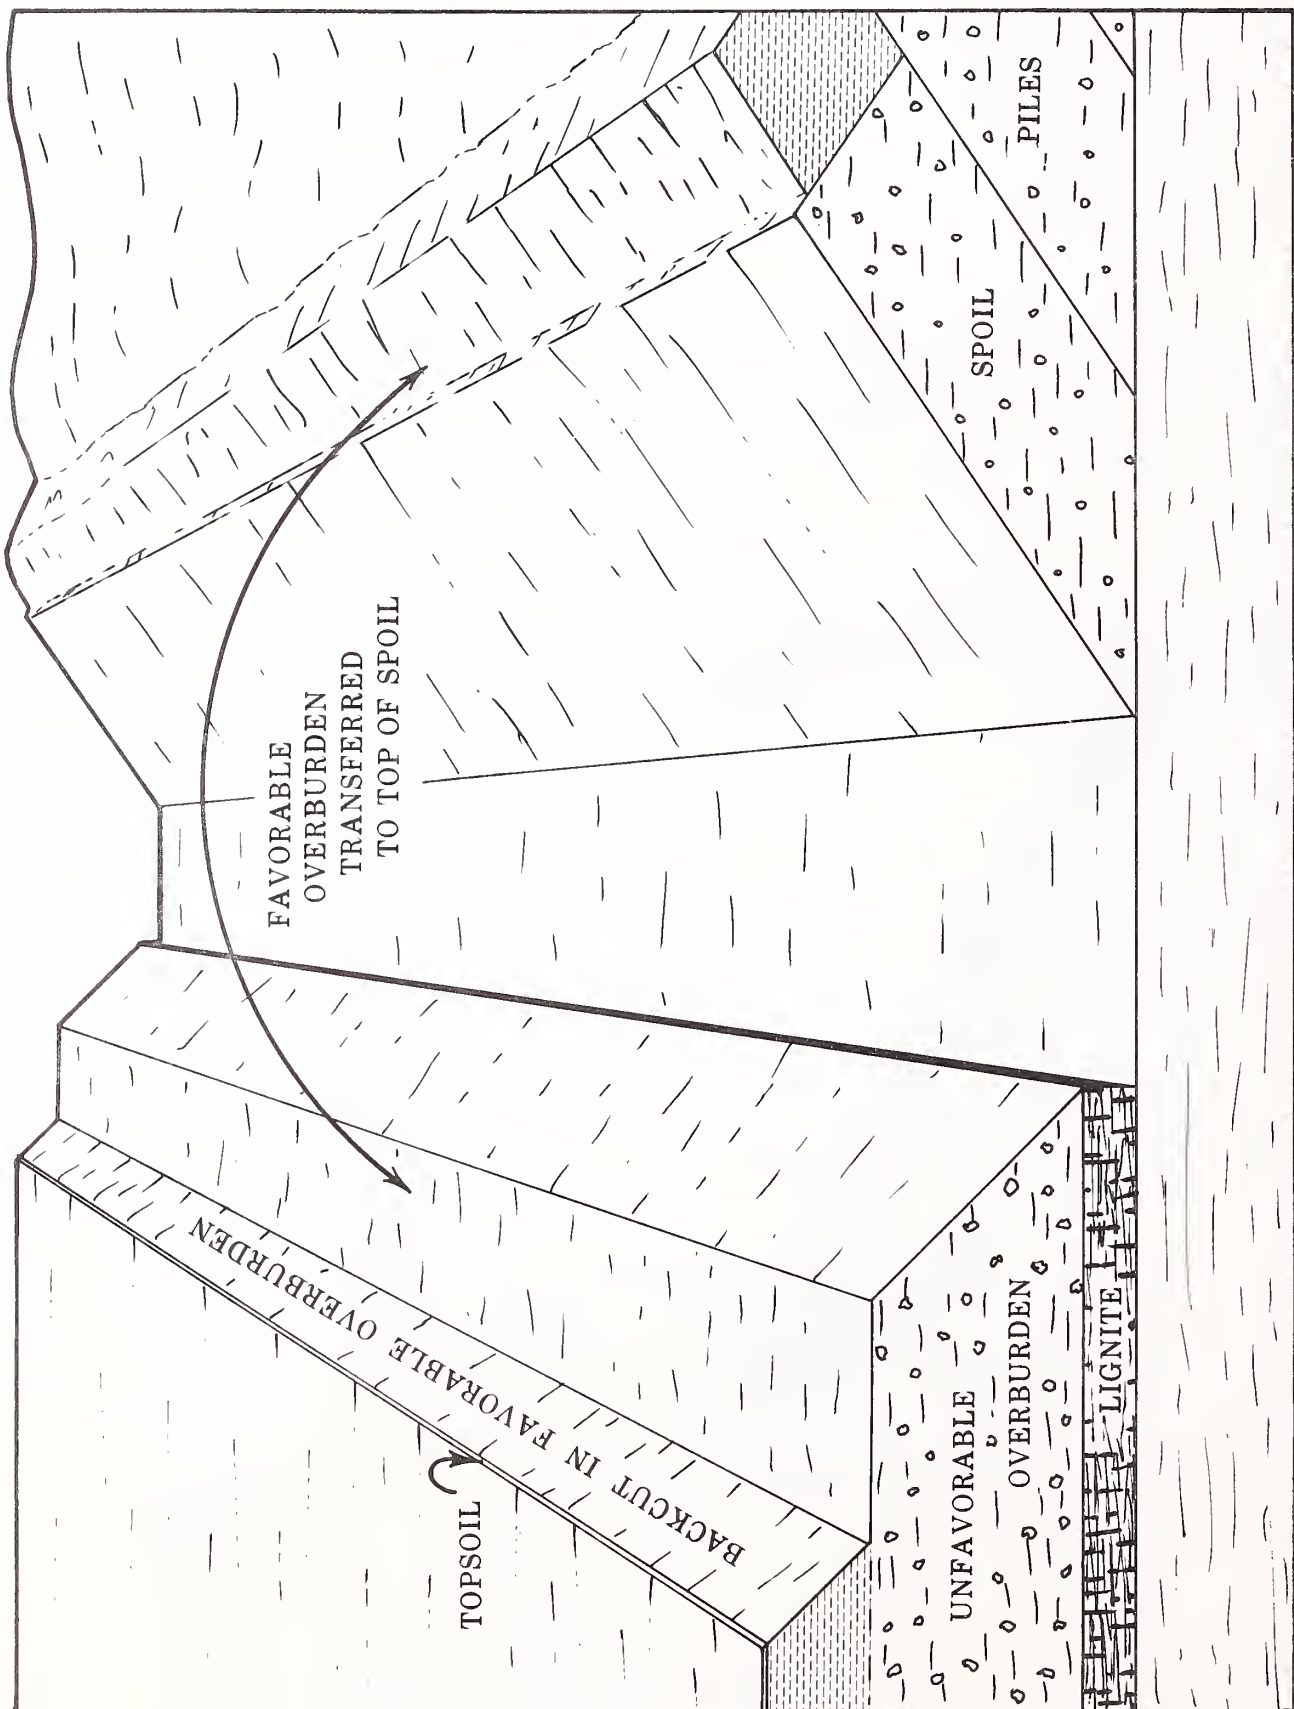 FAVORABLE
OVERBURDEN
TRANSFERRED
TO TOP OF SPOIL
BACKCUT IN FAVORABLE OVERBURDEN
TOPSOIL
SPOIL PILES
UNFAVORABLE
OVERBURDEN
LIGNITE